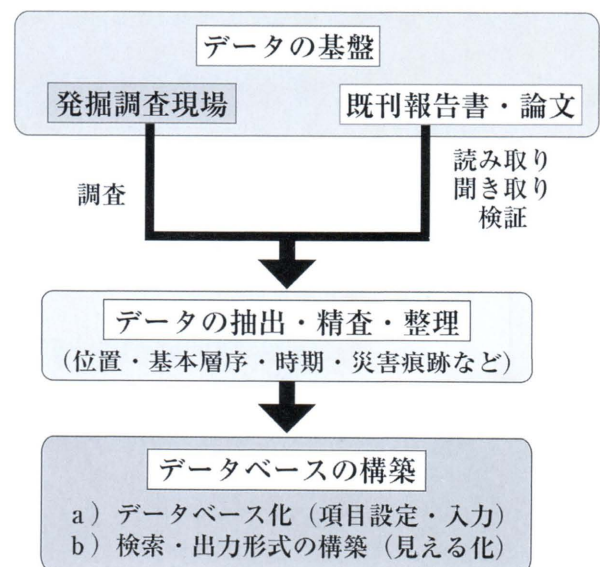 データの基盤
発掘調査現場
既刊報告書・論文
調査
読み取り
聞き取り
検証
データの抽出・精査・整理
(位置・基本層序・時期・災害痕跡など)
データベースの構築
a）データベース化（項目設定・入力）
b）検索・出力形式の構築（見える化）